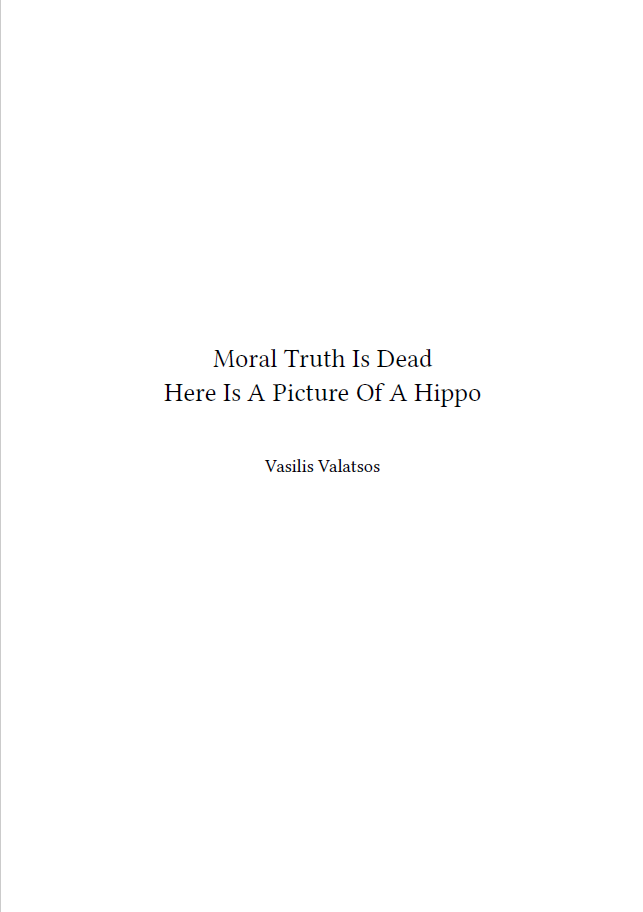 Moral Truth Is Dead
Here Is A Picture Of A Hippo
Vasilis Valatsos